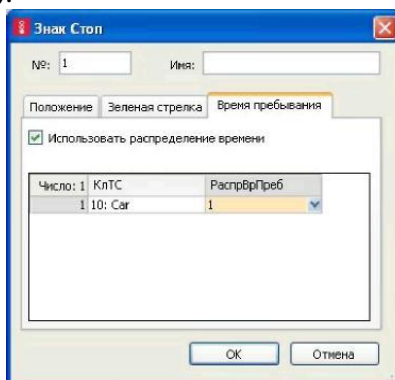 ).
Знак Стоп
№: 1 Имя:
Положение Зеленая стрелка Время пребывания
Использовать распределение времени
Число: 1 КлТС РаспрВрПреб
1 10: Car 1
OK Отмена